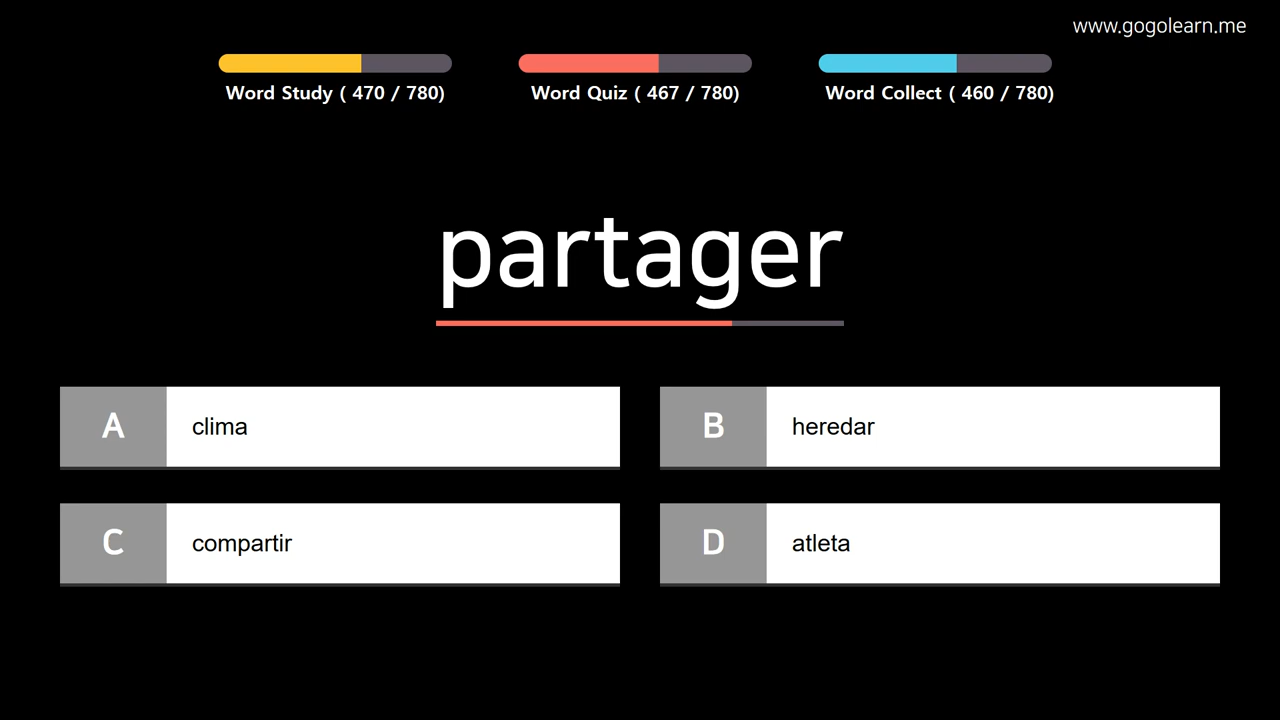 www.gogolearn.me
Word Study ( 470 / 780)
Word Quiz ( 467 / 780)
Word Collect ( 460 / 780)
partager
A clima
B heredar
C compartir
D atleta